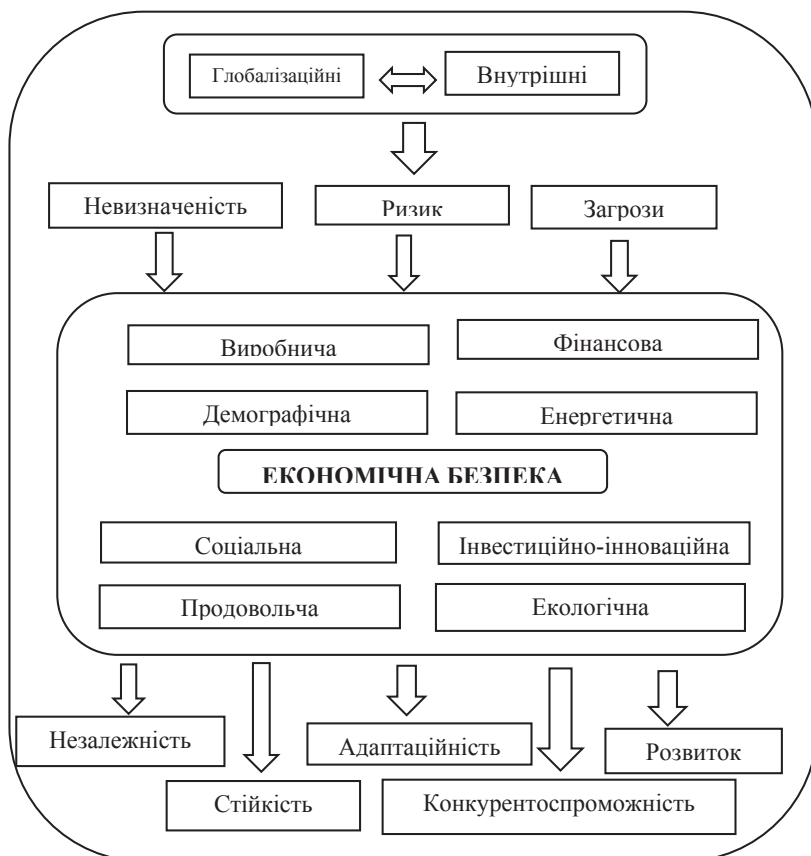 Глобалізаційні
Внутрішні
Невизначеність
Ризик
Загрози
Виробнича
Фінансова
Демографічна
Енергетична
ЕКОНОМІЧНА БЕЗПЕКА
Соціальна
Інвестиційно-інноваційна
Продовольча
Екологічна
Незалежність
Адаптаційність
Розвиток
Стійкість
Конкурентоспроможність